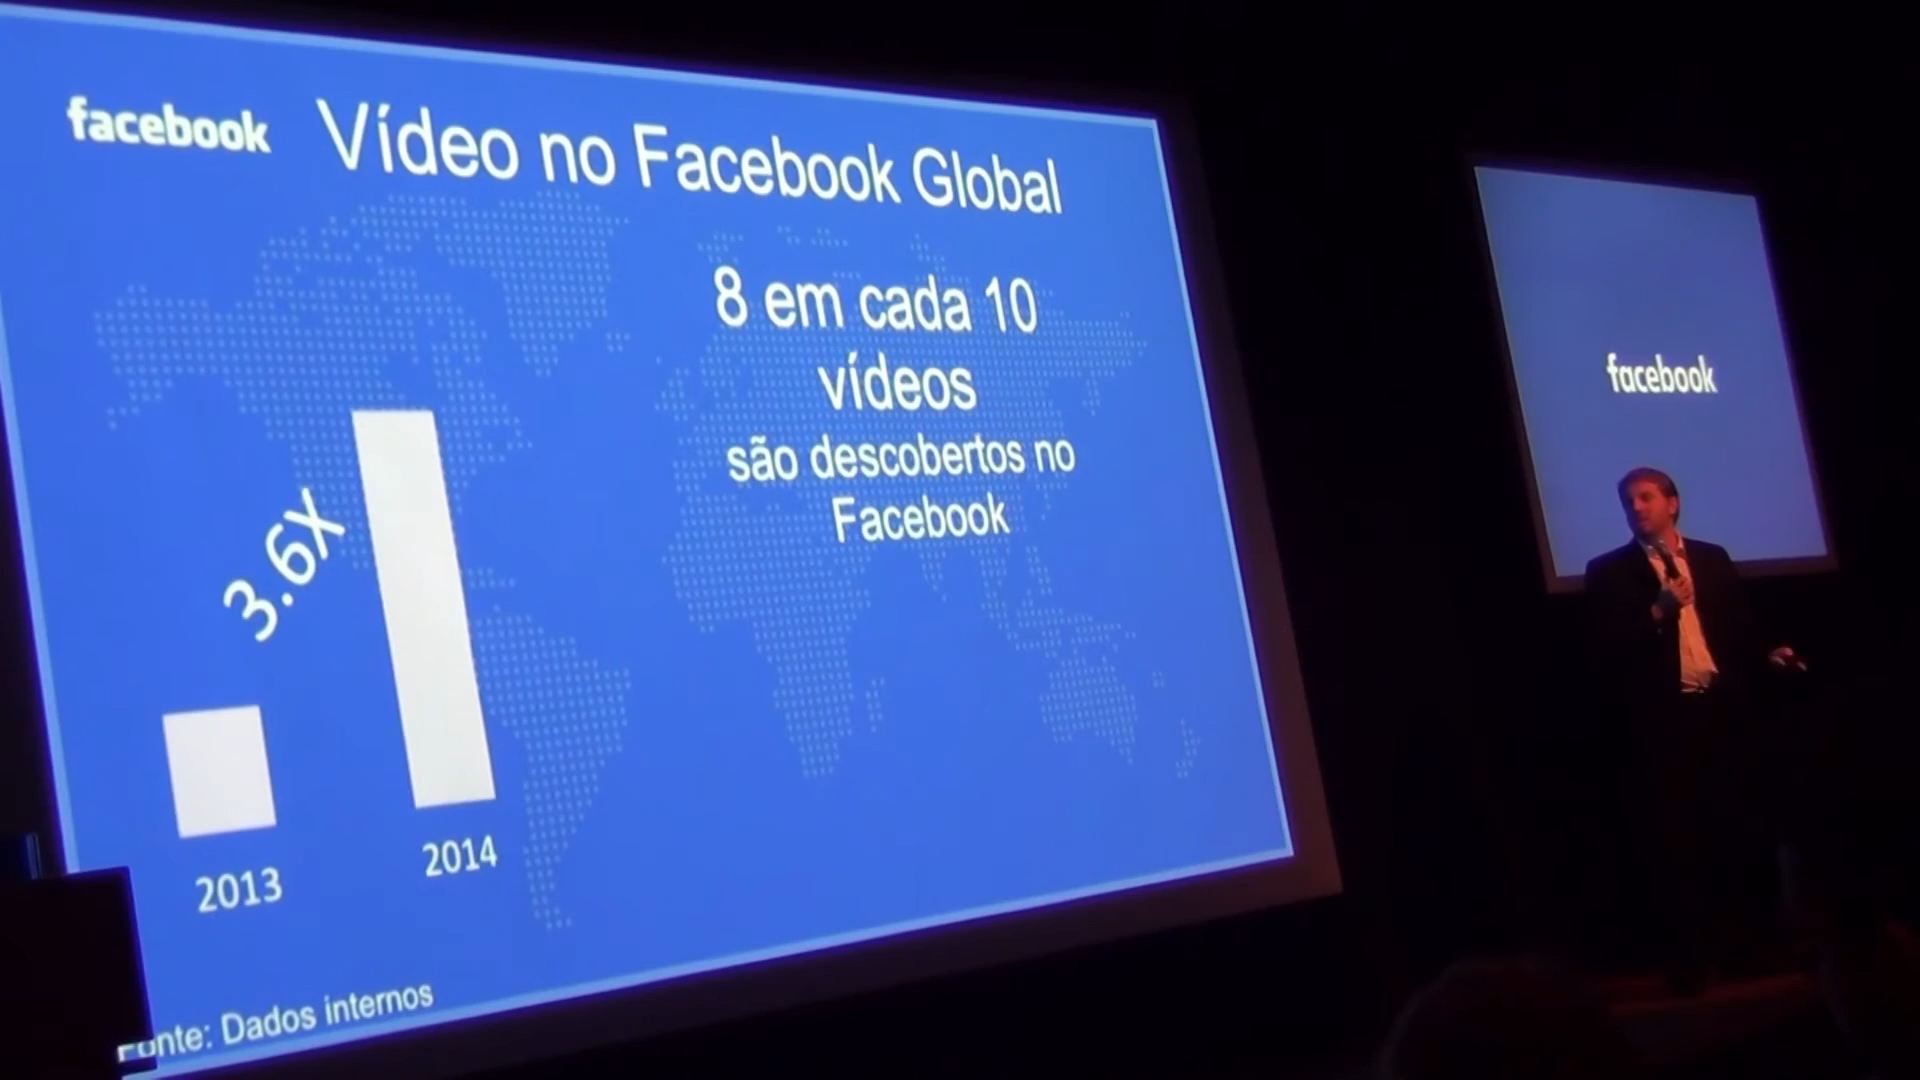 facebook
Vídeo no Facebook Global
8 em cada 10
vídeos
são descobertos no
Facebook
3.6X
2013
2014
Fonte: Dados internos
facebook